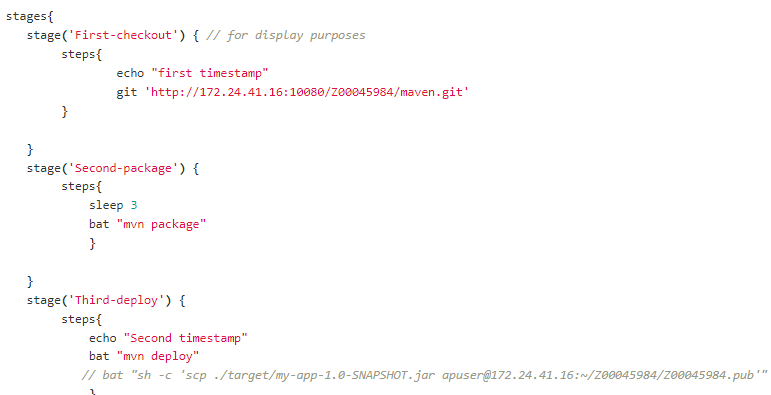 stages{
stage('First-checkout') { // for display purposes
steps{
echo "first timestamp"
git 'http://172.24.41.16:10080/Z00045984/maven.git'
}
}
stage('Second-package') {
steps{
sleep 3
bat "mvn package"
}
}
stage('Third-deploy') {
steps{
echo "Second timestamp"
bat "mvn deploy"
// bat "sh -c 'scp ./target/my-app-1.0-SNAPSHOT.jar apuser@172.24.41.16:~/Z00045984/Z00045984.pub'"
}